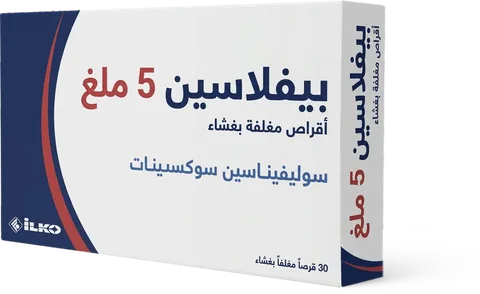 بيفلاسين 5 ملغ
أقراص مغلفة بغشاء
سوليفيناسين سوكسينات
30 قرصاً مغلفاً بغشاء
İLKO
بيفلاسين 5 ملغ
أقراص مغلفة بغشاء